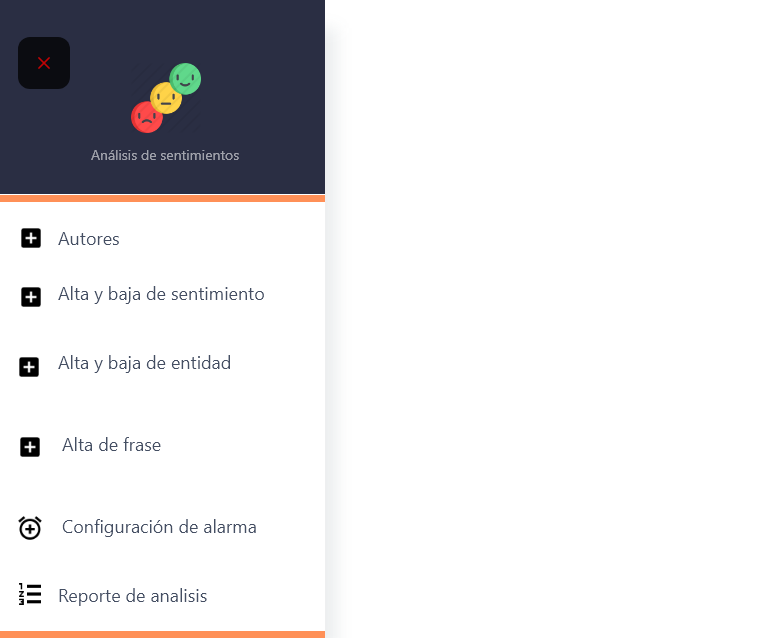 Análisis de sentimientos
Autores
Alta y baja de sentimiento
Alta y baja de entidad
Alta de frase
Configuración de alarma
Reporte de analisis